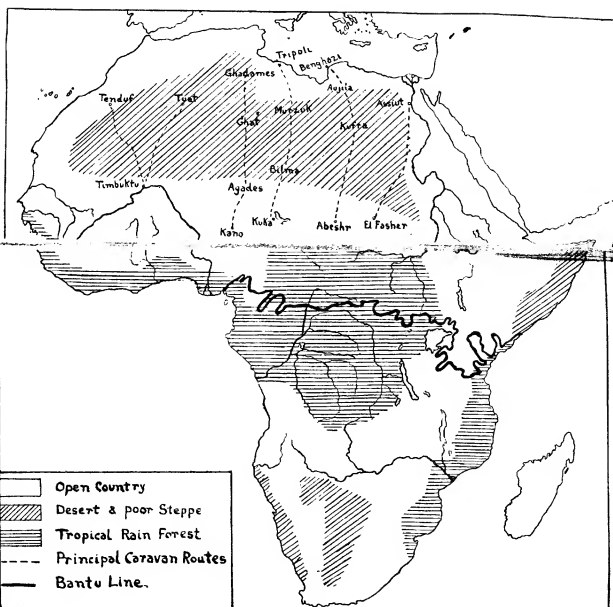 Tripoli
Benghazi
Ghadames
Aujila
Tenduf
Tuat
Murzuk
Assiut
Ghat
Kufra
Bilma
Timbuktu
Agades
Kuka
Abeshr
El Fasher
Kano
Open Country
Desert & poor Steppe
Tropical Rain Forest
Principal Caravan Routes
Bantu Line.